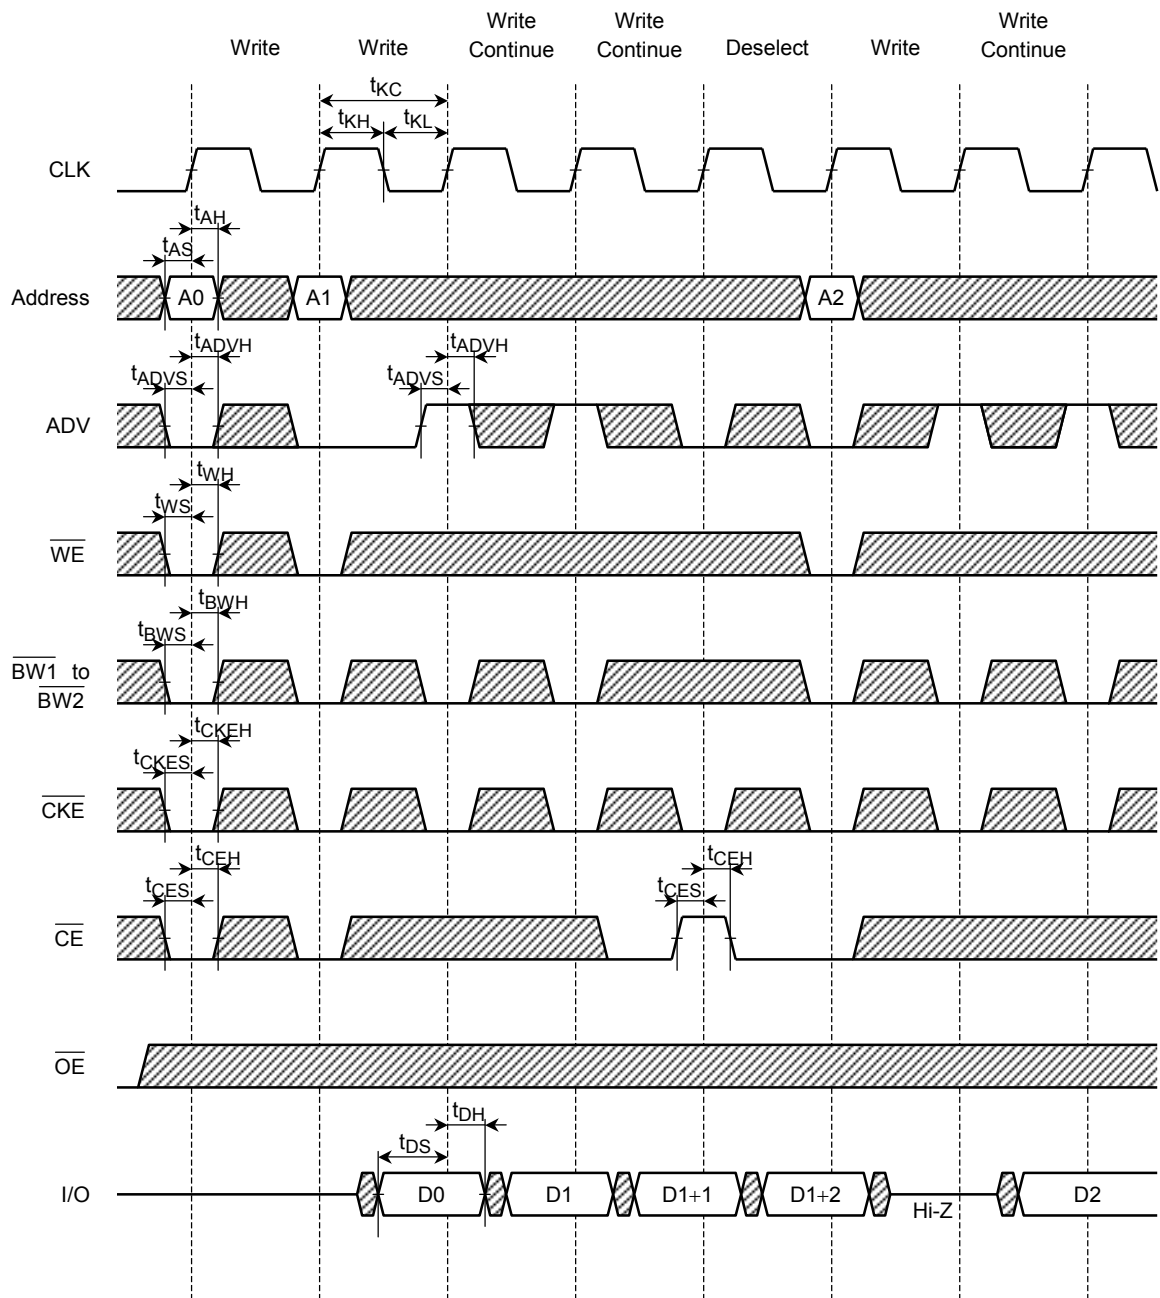 Write Write Write Continue Write Continue Deselect Write Write Continue
tKC
tKH tKL
CLK
tAH
tAS
Address A0 A1 A2
tADVH tADVH
tADVS tADVS
ADV
tWH
tWS
WE
tBWH
tBWS
BW1 to
BW2
tCKEH
tCKES
CKE
tCEH tCEH
tCES tCES
CE
OE
tDH
tDS
I/O D0 D1 D1+1 D1+2 Hi-Z D2